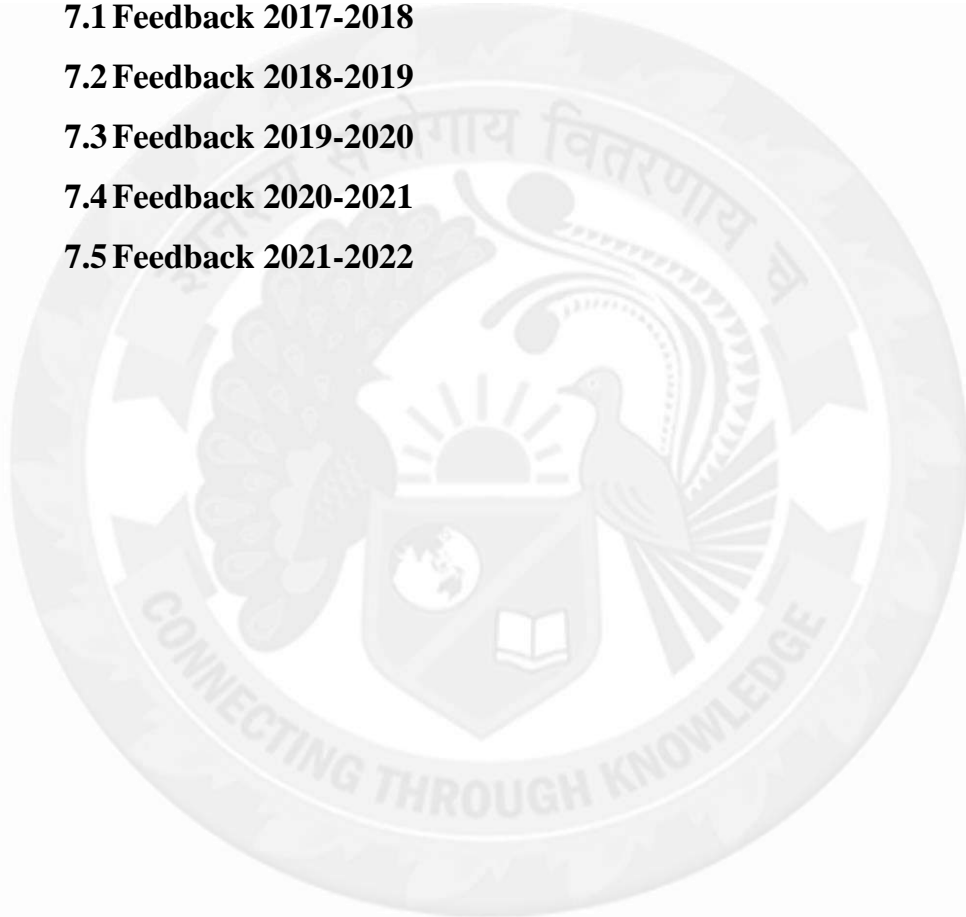 7.1 Feedback 2017-2018
7.2 Feedback 2018-2019
7.3 Feedback 2019-2020
7.4 Feedback 2020-2021
7.5 Feedback 2021-2022
वितरणाय च
CONNECTING THROUGH KNOWLEDGE